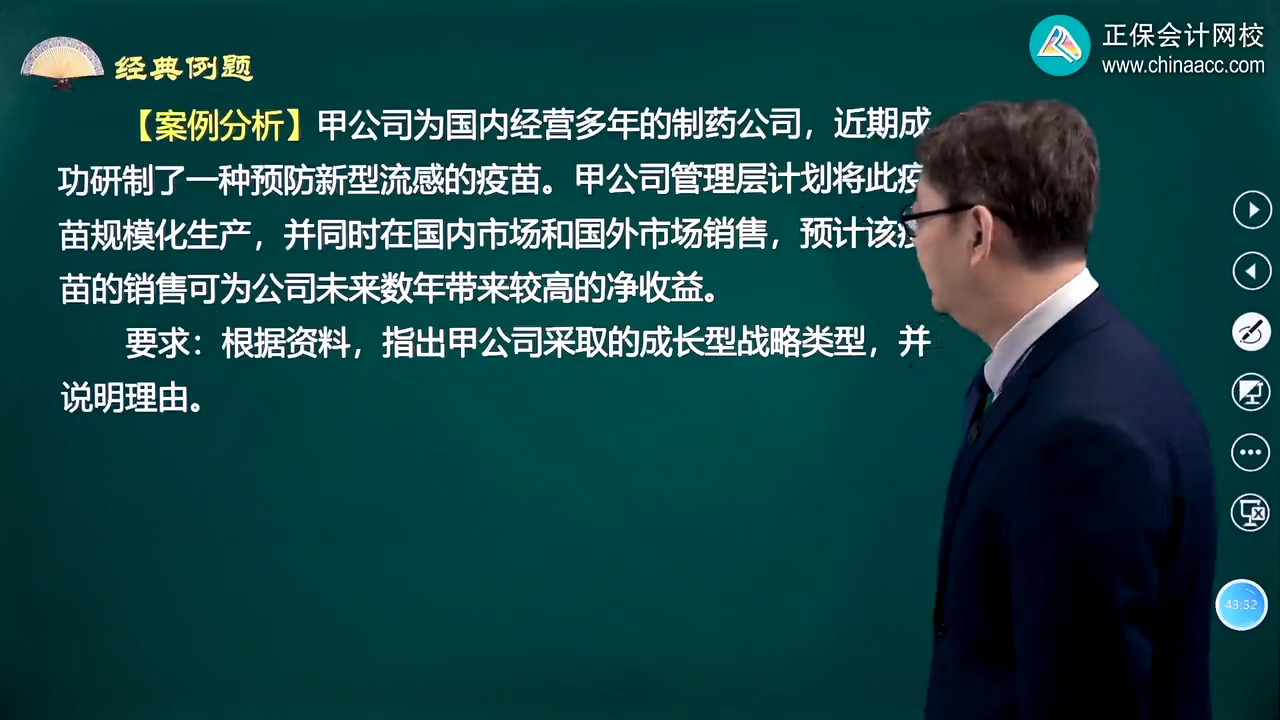 正保会计网校
www.chinaacc.com
经典例题
【案例分析】甲公司为国内经营多年的制药公司，近期成
功研制了一种预防新型流感的疫苗。甲公司管理层计划将此疫
苗规模化生产，并同时在国内市场和国外市场销售，预计该疫
苗的销售可为公司未来数年带来较高的净收益。
要求：根据资料，指出甲公司采取的成长型战略类型，并
说明理由。
43:32